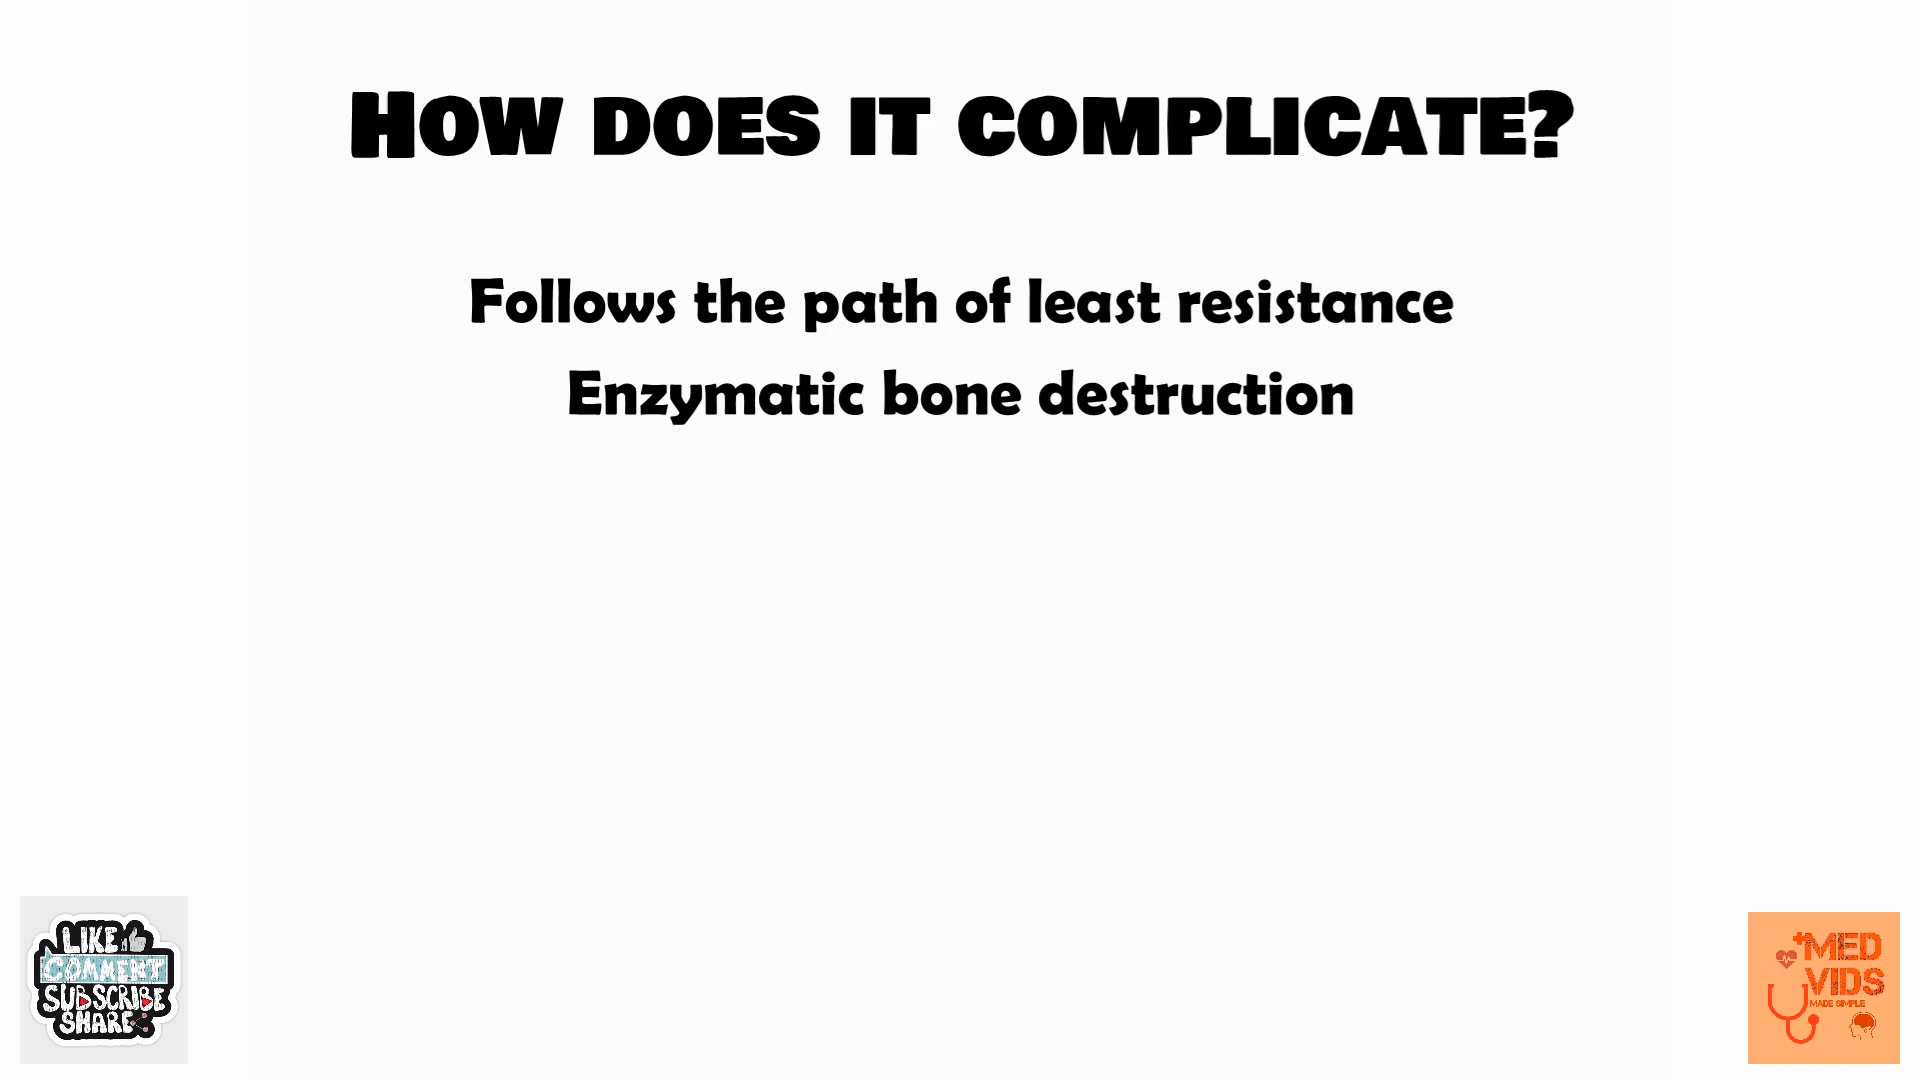 How does it complicate?
Follows the path of least resistance
Enzymatic bone destruction
LIKE
COMMENT
SUBSCRIBE
SHARE
MED
VIDS
MADE SIMPLE